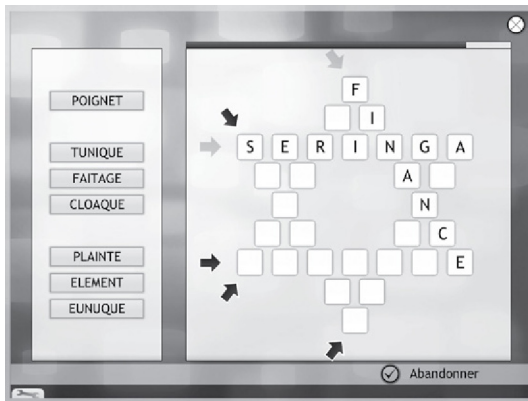 POIGNET
TUNIQUE
FAITAGE
CLOAQUE
PLAINTE
ELEMENT
EUNUQUE
F
I
S E R I N G A
A
N
C
E
Abandonner